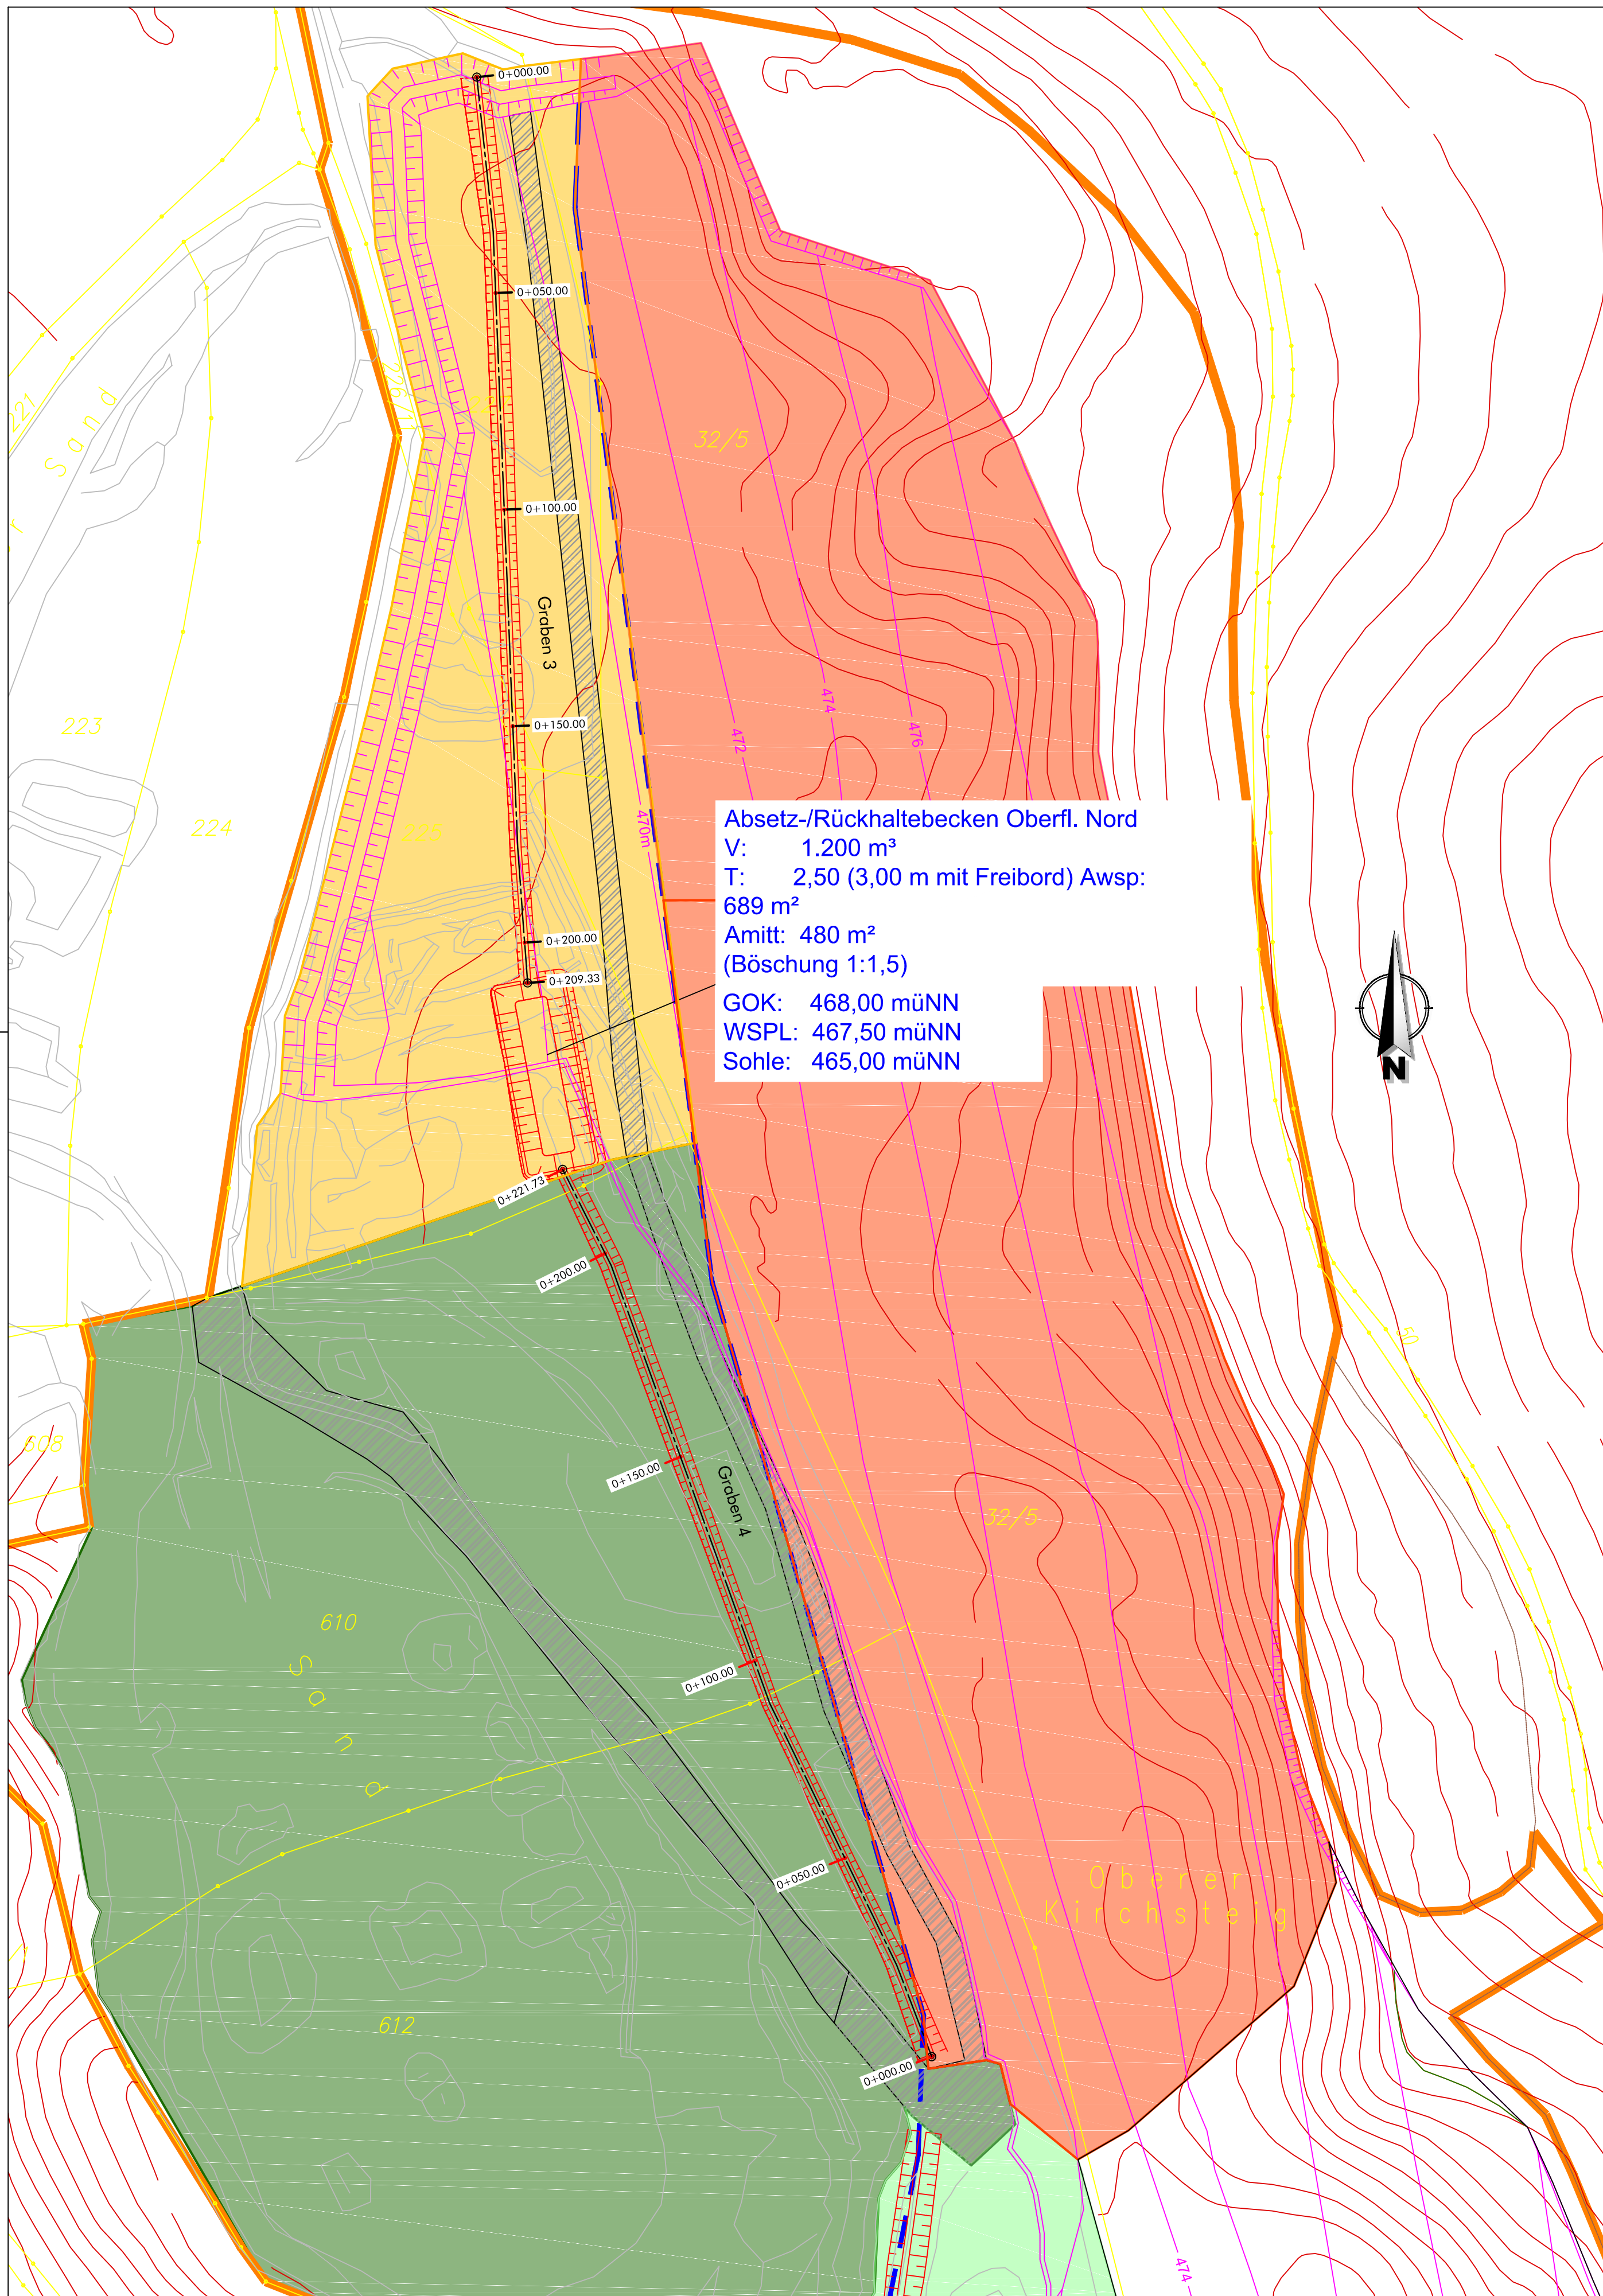 0+000.00
0+050.00
226/1
221
S a n d
r
32/5
0+100.00
Graben 3
0+150.00
223
224
225
472
474
476
470m
Absetz-/Rückhaltebecken Oberfl. Nord
V: 1.200 m³
T: 2,50 (3,00 m mit Freibord) Awsp:
689 m²
Amitt: 480 m²
(Böschung 1:1,5)
GOK: 468,00 müNN
WSPL: 467,50 müNN
Sohle: 465,00 müNN
0+200.00
0+209.33
N
0+221.73
0+200.00
60
608
0+150.00
Graben 4
32/5
610
S a n d
0+100.00
0+050.00
O b e r e r
K i r c h s t e i g
612
0+000.00
474